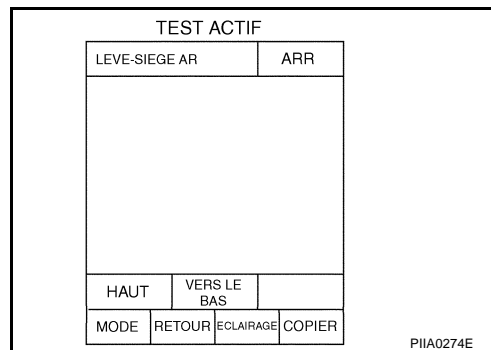 TEST ACTIF
LEVE-SIEGE AR ARR
HAUT VERS LE
BAS
MODE RETOUR ECLAIRAGE COPIER
PIIA0274E